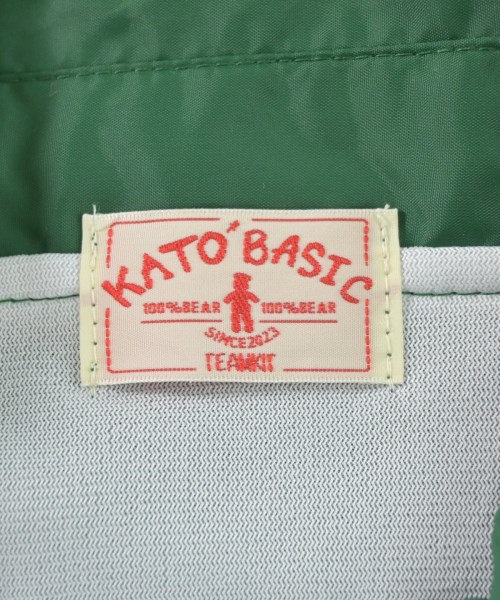 KATO' BASIC
100%BEAR 100%BEAR
SINCE2023
TEAMKIT